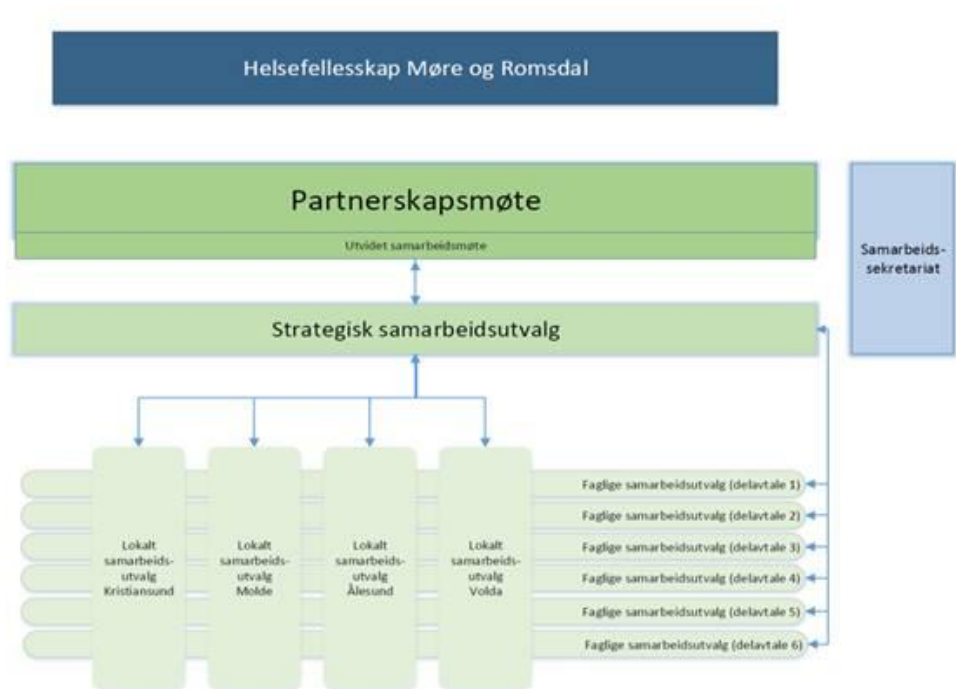 Helsefellesskap Møre og Romsdal
Partnerskapsmøte
Utvidet samarbeidsmøte
Samarbeids-
sekretariat
Strategisk samarbeidsutvalg
Faglige samarbeidsutvalg (delavtale 1)
Faglige samarbeidsutvalg (delavtale 2)
Faglige samarbeidsutvalg (delavtale 3)
Faglige samarbeidsutvalg (delavtale 4)
Faglige samarbeidsutvalg (delavtale 5)
Faglige samarbeidsutvalg (delavtale 6)
Lokalt
samarbeids-
utvalg
Kristiansund
Lokalt
samarbeids-
utvalg
Molde
Lokalt
samarbeids-
utvalg
Ålesund
Lokalt
samarbeids-
utvalg
Volda